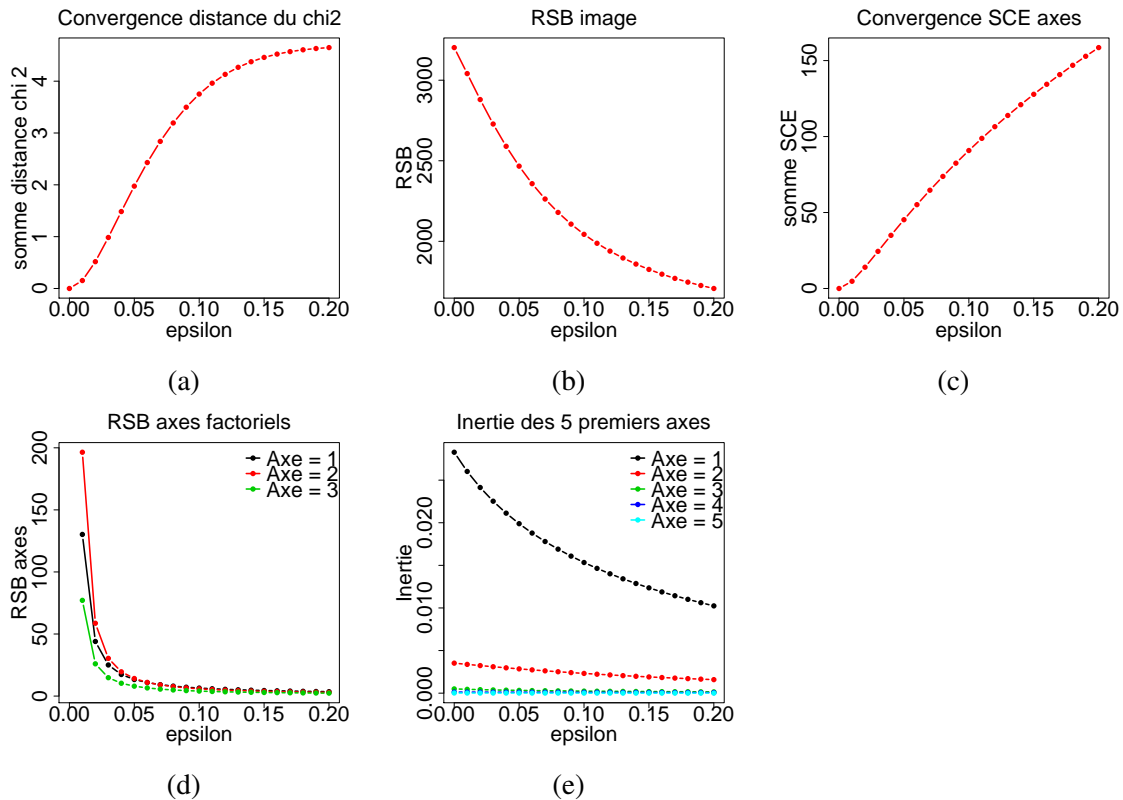 Convergence distance du chi2
somme distance chi 2
0 1 2 3 4
0.00 0.05 0.10 0.15 0.20
epsilon
(a)
RSB image
RSB
2000 2500 3000
0.00 0.05 0.10 0.15 0.20
epsilon
(b)
Convergence SCE axes
somme SCE
0 50 100 150
0.00 0.05 0.10 0.15 0.20
epsilon
(c)
RSB axes factoriels
RSB axes
0 50 100 150 200
Axe = 1
Axe = 2
Axe = 3
0.00 0.05 0.10 0.15 0.20
epsilon
(d)
Inertie des 5 premiers axes
Inertie
0.000 0.010 0.020
Axe = 1
Axe = 2
Axe = 3
Axe = 4
Axe = 5
0.00 0.05 0.10 0.15 0.20
epsilon
(e)